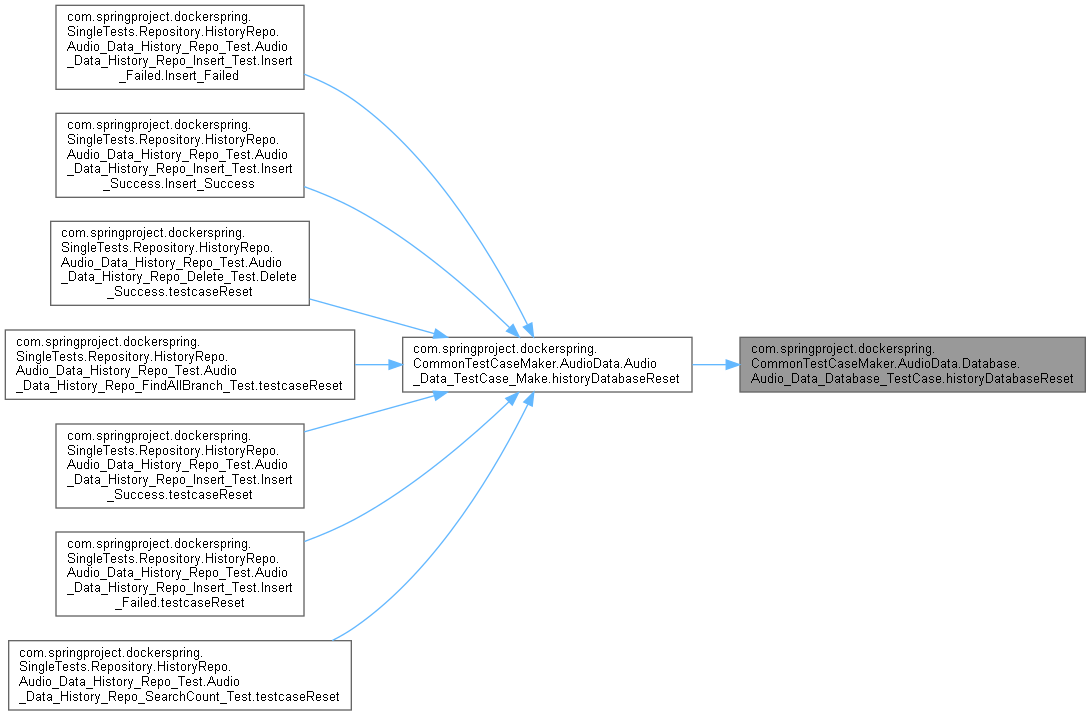 com.springproject.dockerspring.
SingleTests.Repository.HistoryRepo.
Audio_Data_History_Repo_Test.Audio
_Data_History_Repo_Insert_Test.Insert
_Failed.Insert_Failed
com.springproject.dockerspring.
SingleTests.Repository.HistoryRepo.
Audio_Data_History_Repo_Test.Audio
_Data_History_Repo_Insert_Test.Insert
_Success.Insert_Success
com.springproject.dockerspring.
SingleTests.Repository.HistoryRepo.
Audio_Data_History_Repo_Test.Audio
_Data_History_Repo_Delete_Test.Delete
_Success.testcaseReset
com.springproject.dockerspring.
SingleTests.Repository.HistoryRepo.
Audio_Data_History_Repo_Test.Audio
_Data_History_Repo_FindAllBranch_Test.testcaseReset
com.springproject.dockerspring.
SingleTests.Repository.HistoryRepo.
Audio_Data_History_Repo_Test.Audio
_Data_History_Repo_Insert_Test.Insert
_Success.testcaseReset
com.springproject.dockerspring.
SingleTests.Repository.HistoryRepo.
Audio_Data_History_Repo_Test.Audio
_Data_History_Repo_Insert_Test.Insert
_Failed.testcaseReset
com.springproject.dockerspring.
SingleTests.Repository.HistoryRepo.
Audio_Data_History_Repo_Test.Audio
_Data_History_Repo_SearchCount_Test.testcaseReset
com.springproject.dockerspring.
CommonTestCaseMaker.AudioData.Audio
_Data_TestCase_Make.historyDatabaseReset
com.springproject.dockerspring.
CommonTestCaseMaker.AudioData.Database.
Audio_Data_Database_TestCase.historyDatabaseReset